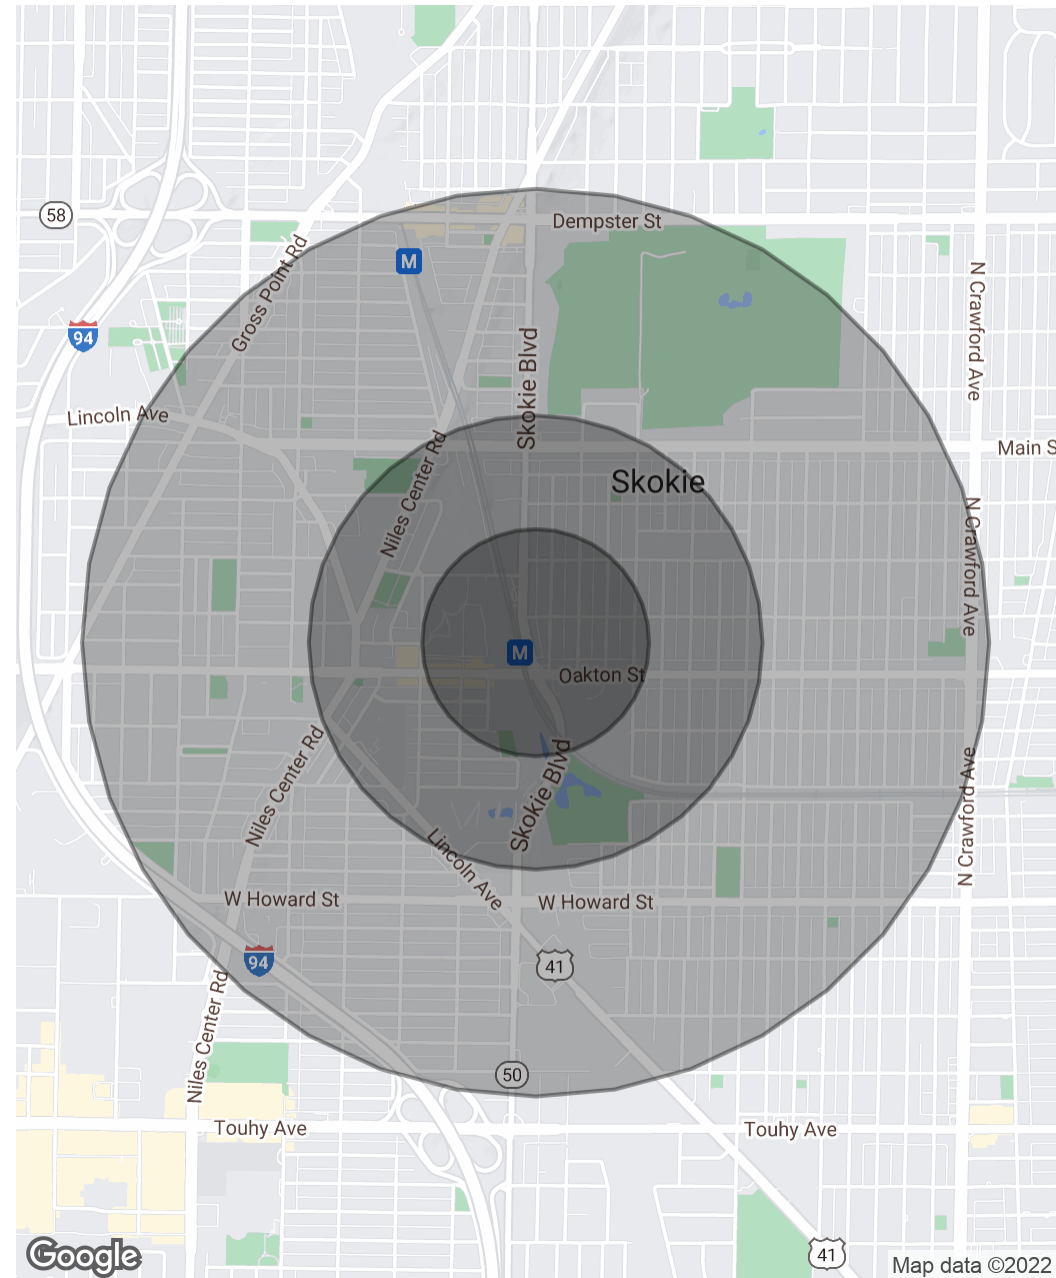 58
Dempster St
Gross Point Rd
M
N Crawford Ave
94
Skokie Blvd
Lincoln Ave
Niles Center Rd
Main S
Skokie
N Crawford Ave
M
Oakton St
Niles Center Rd
Skokie Blvd
N Crawford Ave
Lincoln Ave
W Howard St
W Howard St
94
41
Niles Center Rd
50
Touhy Ave
Touhy Ave
41
Google
Map data ©2022